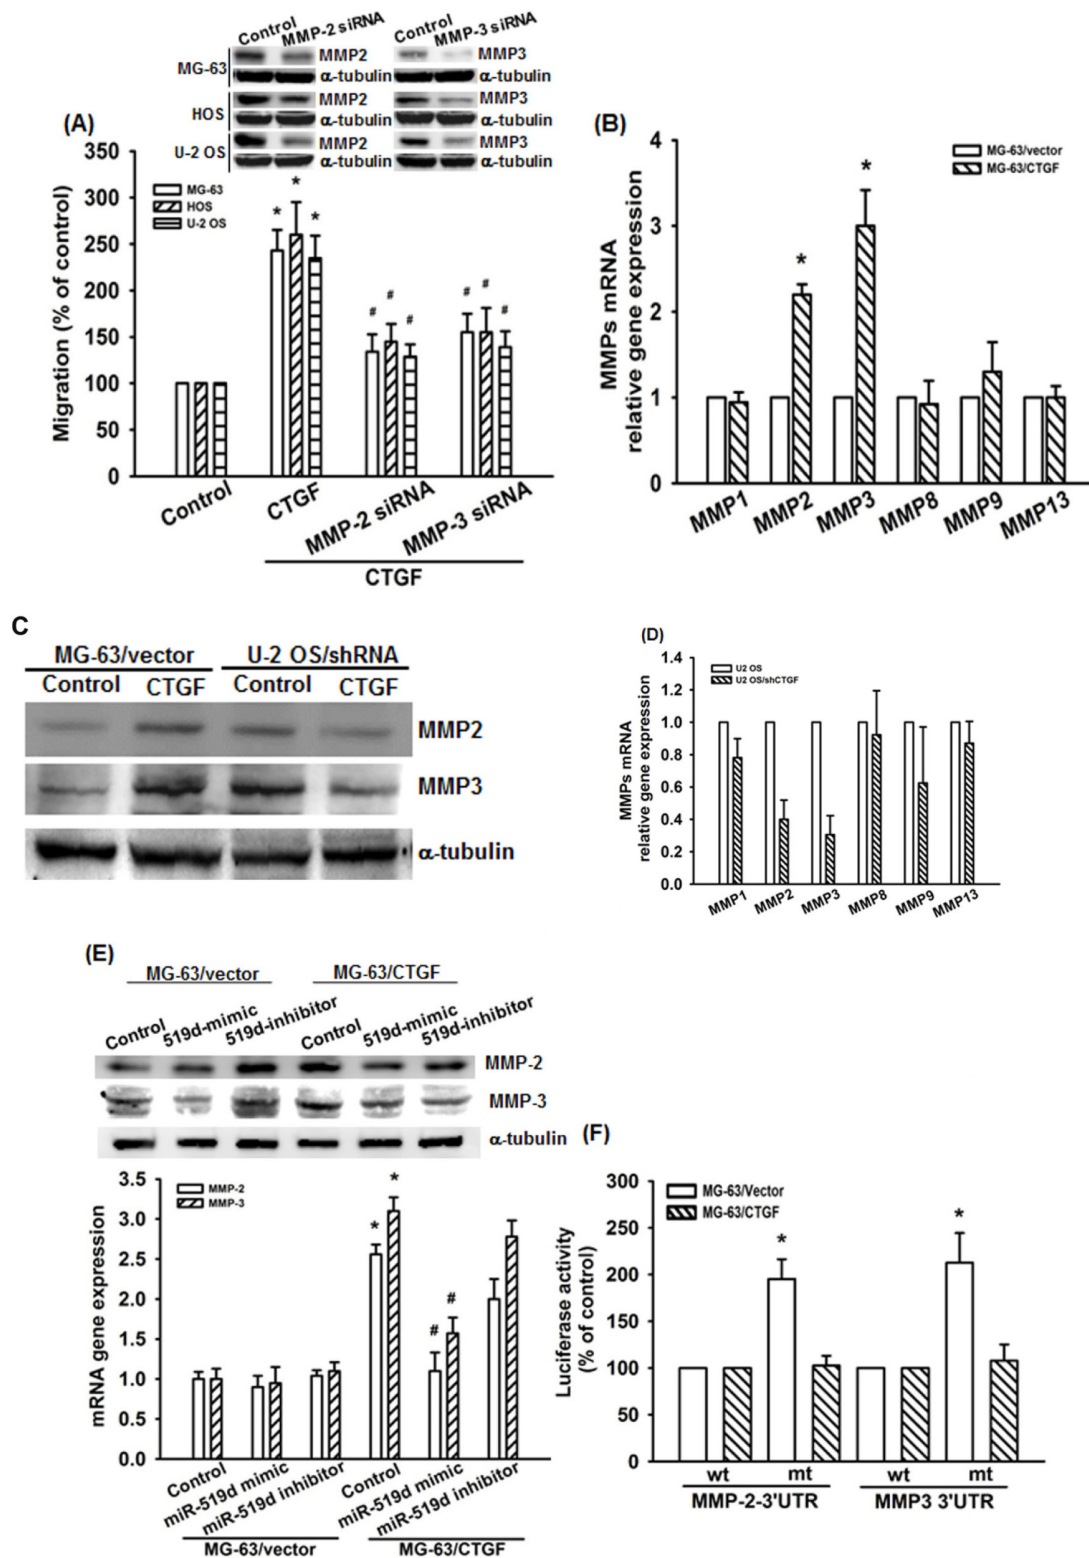 Control MMP-2 siRNA Control MMP-3 siRNA
MG-63 MMP2 MMP3
α-tubulin α-tubulin
HOS MMP2 MMP3
α-tubulin α-tubulin
U-2 OS MMP2 MMP3
α-tubulin α-tubulin
(A)
350
300
250
200
150
100
50
0
Migration (% of control)
MG-63
HOS
U-2 OS
* * *
# # # # # #
Control CTGF MMP-2 siRNA MMP-3 siRNA
CTGF
(B)
4
3
2
1
0
MMPs mRNA
relative gene expression
MG-63/vector
MG-63/CTGF
* *
MMP1 MMP2 MMP3 MMP8 MMP9 MMP13
C
MG-63/vector U-2 OS/shRNA
Control CTGF Control CTGF
MMP2
MMP3
α-tubulin
(D)
1.4
1.2
1.0
0.8
0.6
0.4
0.2
0.0
MMPs mRNA
relative gene expression
U2 OS
U2 OS/shCTGF
MMP1 MMP2 MMP3 MMP8 MMP9 MMP13
(E)
MG-63/vector MG-63/CTGF
Control 519d-mimic 519d-inhibitor Control 519d-mimic 519d-inhibitor
MMP-2
MMP-3
α-tubulin
3.5
3.0
2.5
2.0
1.5
1.0
0.5
0.0
mRNA gene expression
MMP-2
MMP-3
* *
# #
Control miR-519d mimic miR-519d inhibitor Control miR-519d mimic miR-519d inhibitor
MG-63/vector MG-63/CTGF
(F)
300
250
200
150
100
50
0
Luciferase activity
(% of control)
MG-63/Vector
MG-63/CTGF
* *
wt mt wt mt
MMP-2-3'UTR MMP3 3'UTR